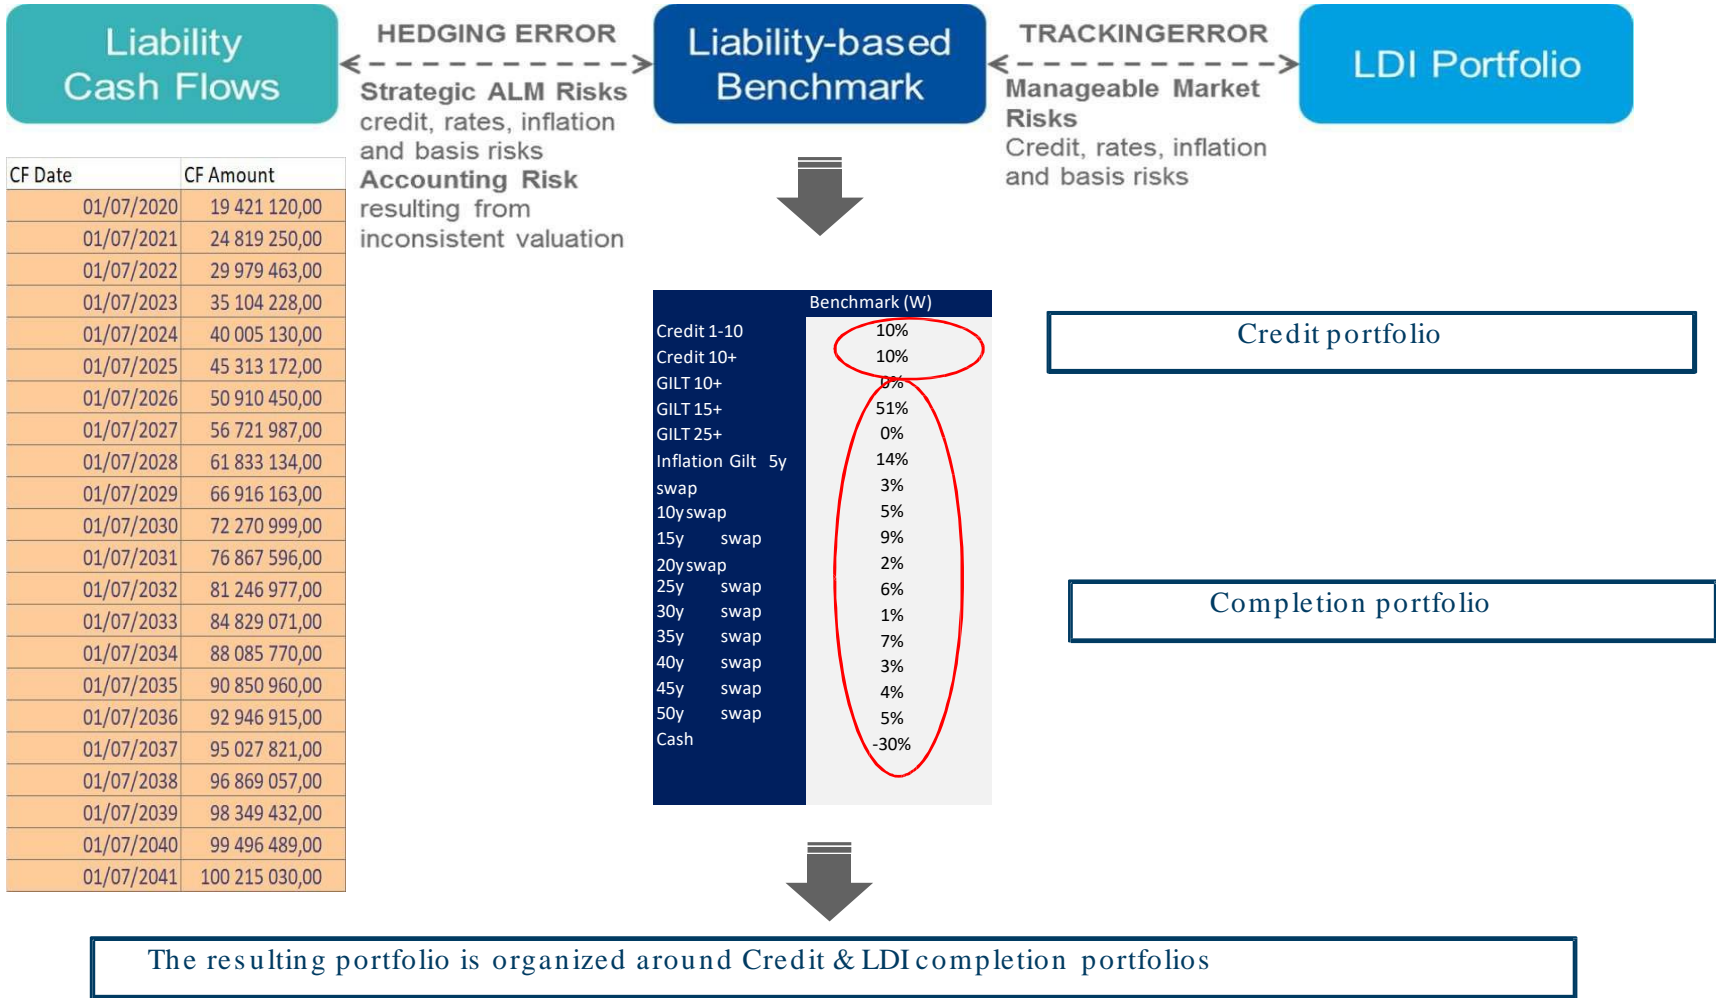 Liability
Cash Flows
HEDGING ERROR
Strategic ALM Risks
credit, rates, inflation
and basis risks
Accounting Risk
resulting from
inconsistent valuation
Liability-based
Benchmark
TRACKINGERROR
Manageable Market
Risks
Credit, rates, inflation
and basis risks
LDI Portfolio
CF Date CF Amount
01/07/2020 19 421 120,00
01/07/2021 24 819 250,00
01/07/2022 29 979 463,00
01/07/2023 35 104 228,00
01/07/2024 40 005 130,00
01/07/2025 45 313 172,00
01/07/2026 50 910 450,00
01/07/2027 56 721 987,00
01/07/2028 61 833 134,00
01/07/2029 66 916 163,00
01/07/2030 72 270 999,00
01/07/2031 76 867 596,00
01/07/2032 81 246 977,00
01/07/2033 84 829 071,00
01/07/2034 88 085 770,00
01/07/2035 90 850 960,00
01/07/2036 92 946 915,00
01/07/2037 95 027 821,00
01/07/2038 96 869 057,00
01/07/2039 98 349 432,00
01/07/2040 99 496 489,00
01/07/2041 100 215 030,00
Benchmark (W)
Credit 1-10 10%
Credit 10+ 10%
GILT 10+ 0%
GILT 15+ 51%
GILT 25+ 0%
Inflation Gilt 5y 14%
swap 3%
10y swap 5%
15y swap 9%
20y swap 2%
25y swap 6%
30y swap 1%
35y swap 7%
40y swap 3%
45y swap 4%
50y swap 5%
Cash -30%
Credit portfolio
Completion portfolio
The resulting portfolio is organized around Credit & LDI completion portfolios